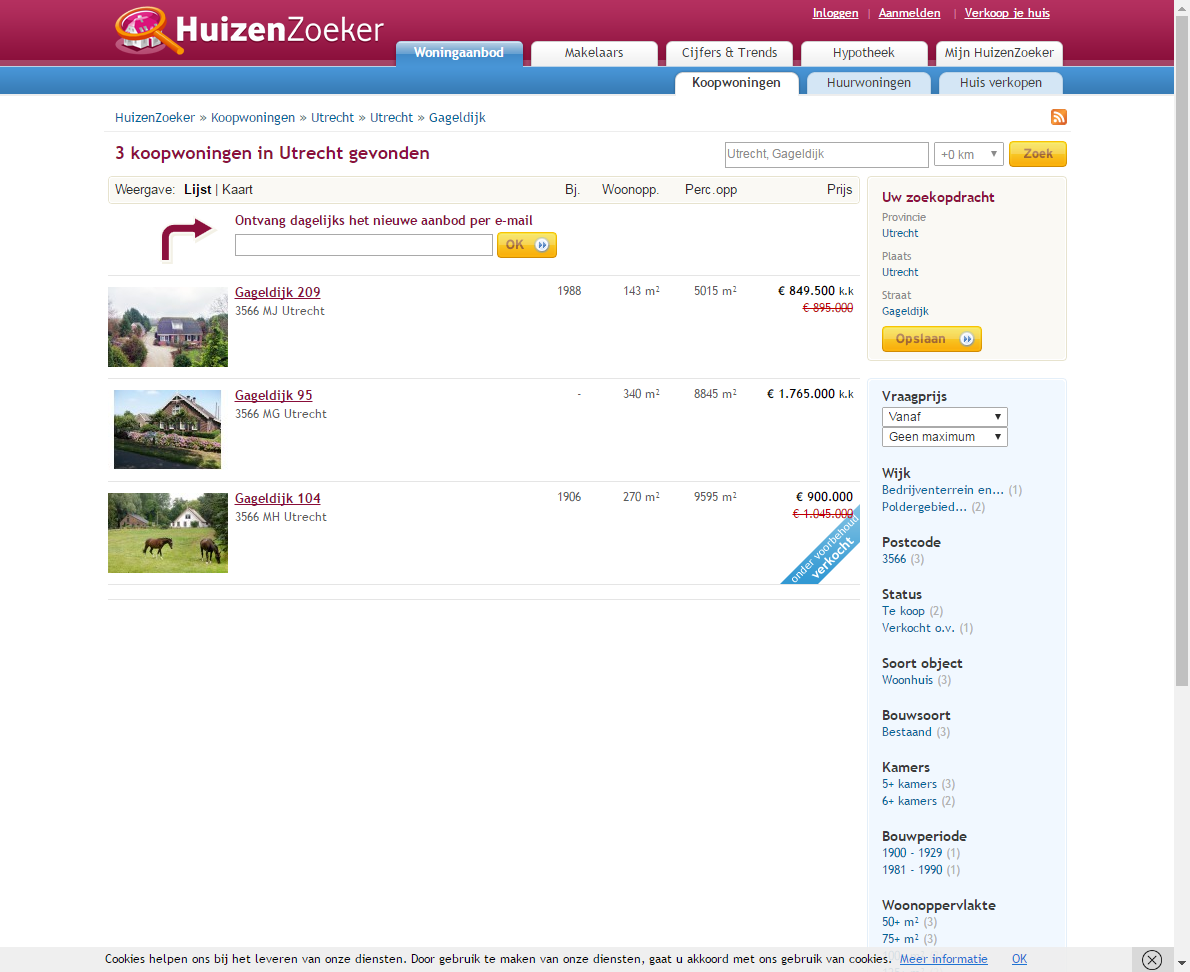 Inloggen | Aanmelden | Verkoop je huis
HuizenZoeker
Woningaanbod Makelaars Cijfers & Trends Hypotheek Mijn HuizenZoeker
Koopwoningen Huurwoningen Huis verkopen
HuizenZoeker » Koopwoningen » Utrecht » Utrecht » Gageldijk
3 koopwoningen in Utrecht gevonden
Utrecht, Gageldijk +0 km Zoek
Weergave: Lijst | Kaart Bj. Woonopp. Perc.opp Prijs
Ontvang dagelijks het nieuwe aanbod per e-mail
OK
Gageldijk 209 1988 143 m² 5015 m² € 849.500 k.k
3566 MJ Utrecht € 895.000
Gageldijk 95 - 340 m² 8845 m² € 1.765.000 k.k
3566 MG Utrecht
Gageldijk 104 1906 270 m² 9595 m² € 900.000
3566 MH Utrecht € 1.045.000
onder voorbehoud
verkocht
Uw zoekopdracht
Provincie
Utrecht
Plaats
Utrecht
Straat
Gageldijk
Opslaan
Vraagprijs
Vanaf
Geen maximum
Wijk
Bedrijventerrein en... (1)
Poldergebied... (2)
Postcode
3566 (3)
Status
Te koop (2)
Verkocht o.v. (1)
Soort object
Woonhuis (3)
Bouwsoort
Bestaand (3)
Kamers
5+ kamers (3)
6+ kamers (2)
Bouwperiode
1900 - 1929 (1)
1981 - 1990 (1)
Woonoppervlakte
50+ m² (3)
75+ m² (3)
Cookies helpen ons bij het leveren van onze diensten. Door gebruik te maken van onze diensten, gaat u akkoord met ons gebruik van cookies. Meer informatie OK